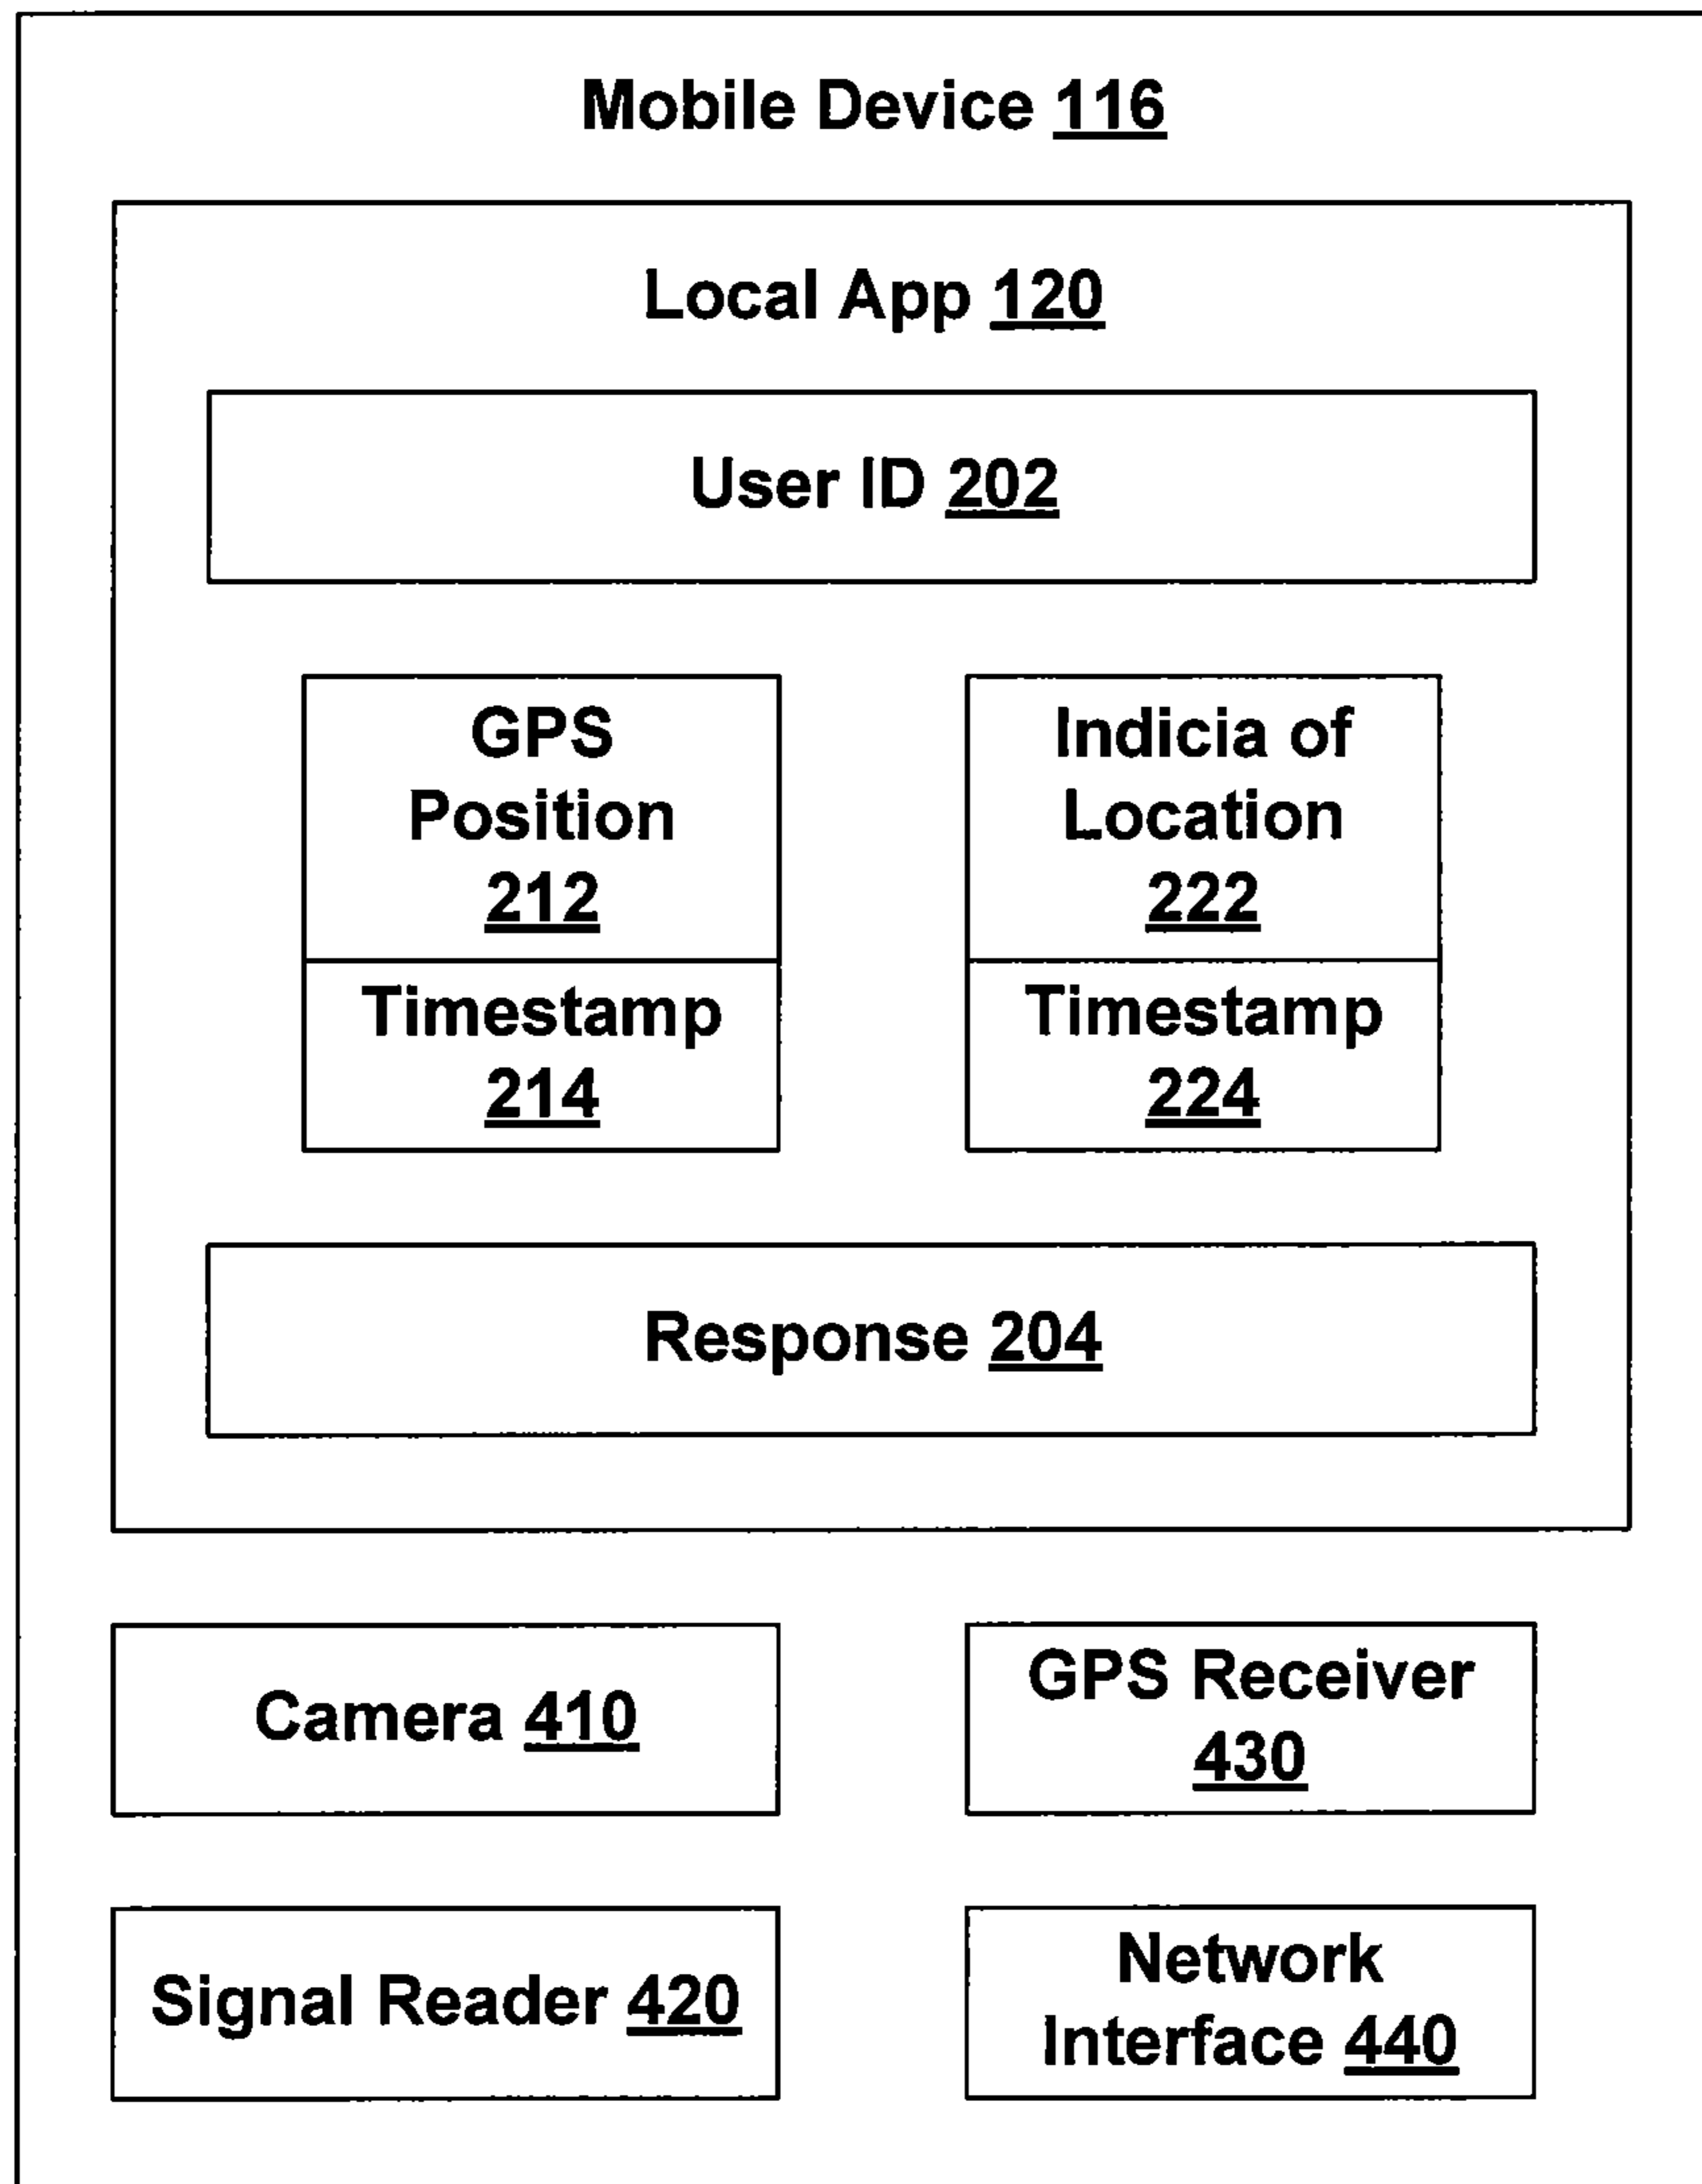 Mobile Device 116
Local App 120
User ID 202
GPS
Position
212
Timestamp
214
Indicia of
Location
222
Timestamp
224
Response 204
Camera 410
GPS Receiver
430
Signal Reader 420
Network
Interface 440